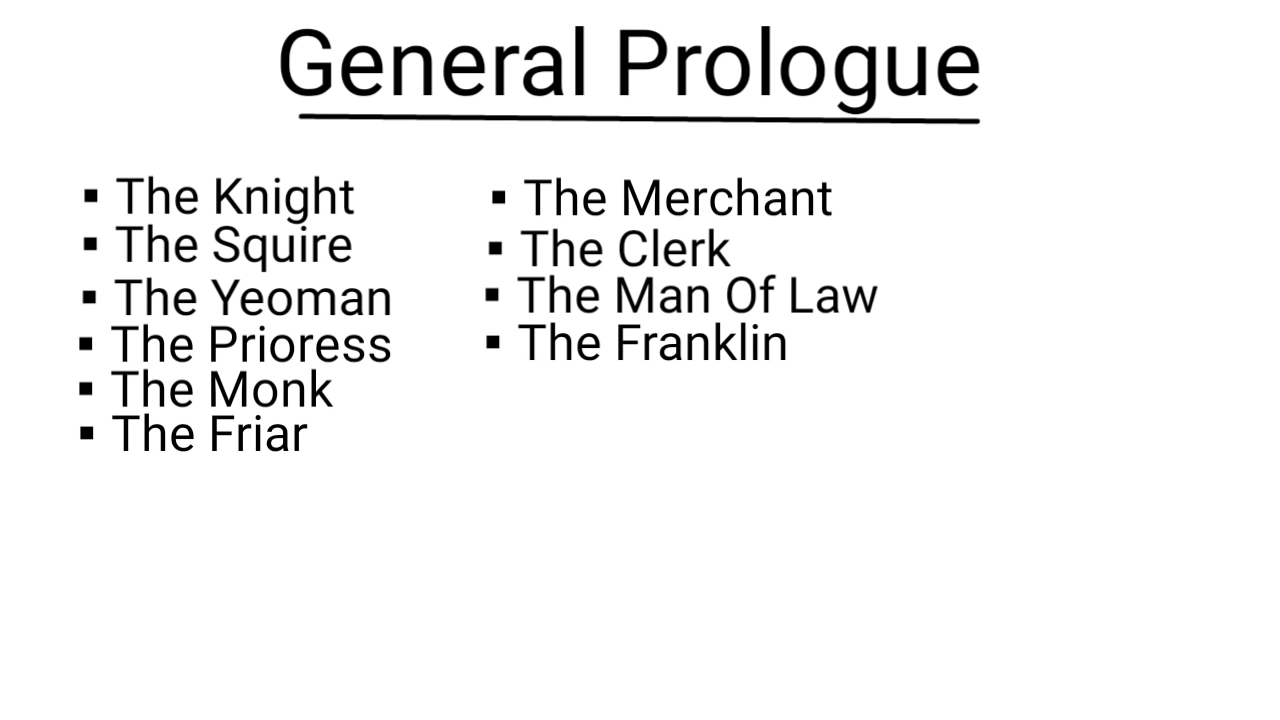 General Prologue
▪ The Knight
▪ The Squire
▪ The Yeoman
▪ The Prioress
▪ The Monk
▪ The Friar
▪ The Merchant
▪ The Clerk
▪ The Man Of Law
▪ The Franklin